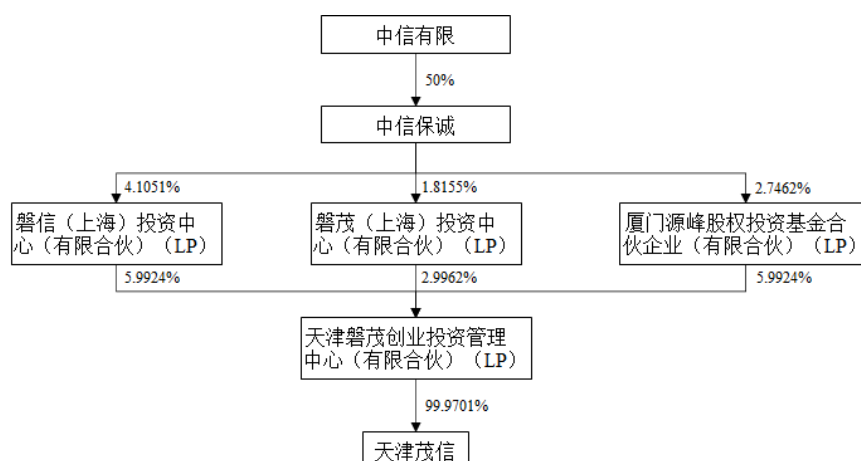 中信有限
50%
中信保诚
4.1051%
1.8155%
2.7462%
磐信（上海）投资中
心（有限合伙）（LP）
磐茂（上海）投资中
心（有限合伙）（LP）
厦门源峰股权投资基金合
伙企业（有限合伙）（LP）
5.9924%
2.9962%
5.9924%
天津磐茂创业投资管理
中心（有限合伙）（LP）
99.9701%
天津茂信